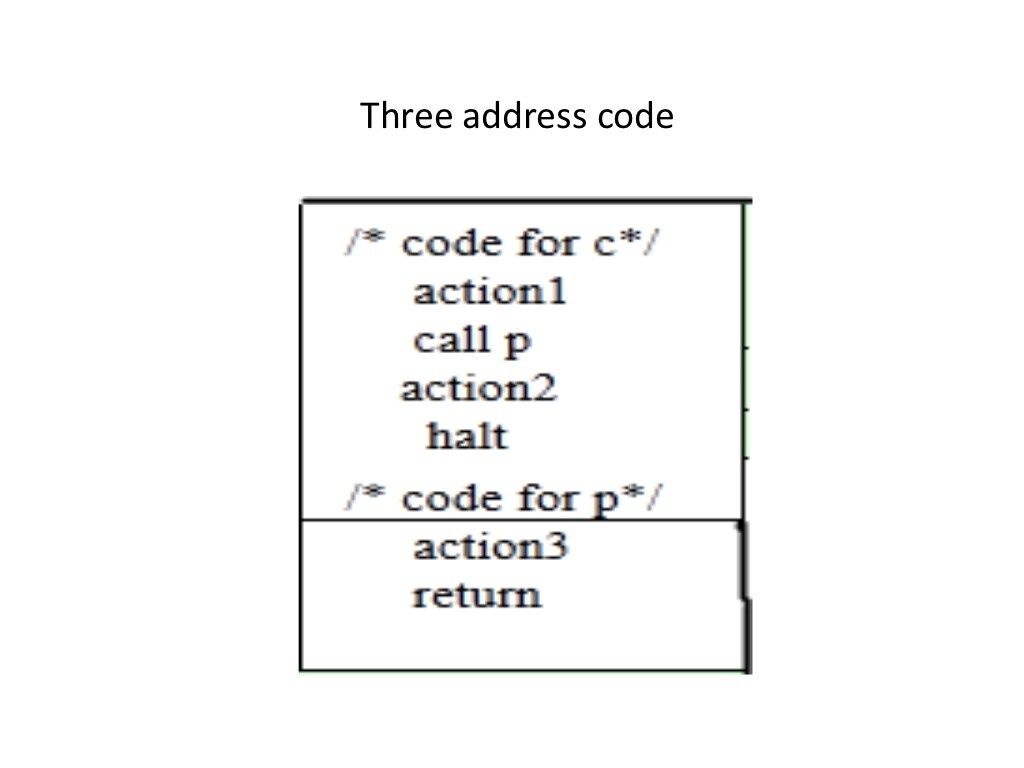 Three address code
/* code for c*/
action1
call p
action2
halt
/* code for p*/
action3
return